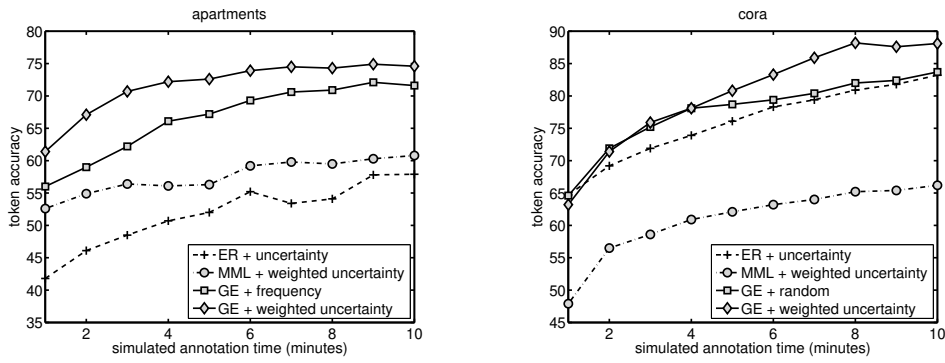 apartments
80
75
70
65
60
55
50
45
40
35
token accuracy
2 4 6 8 10
simulated annotation time (minutes)
ER + uncertainty
MML + weighted uncertainty
GE + frequency
GE + weighted uncertainty
cora
90
85
80
75
70
65
60
55
50
45
token accuracy
2 4 6 8 10
simulated annotation time (minutes)
ER + uncertainty
MML + weighted uncertainty
GE + random
GE + weighted uncertainty